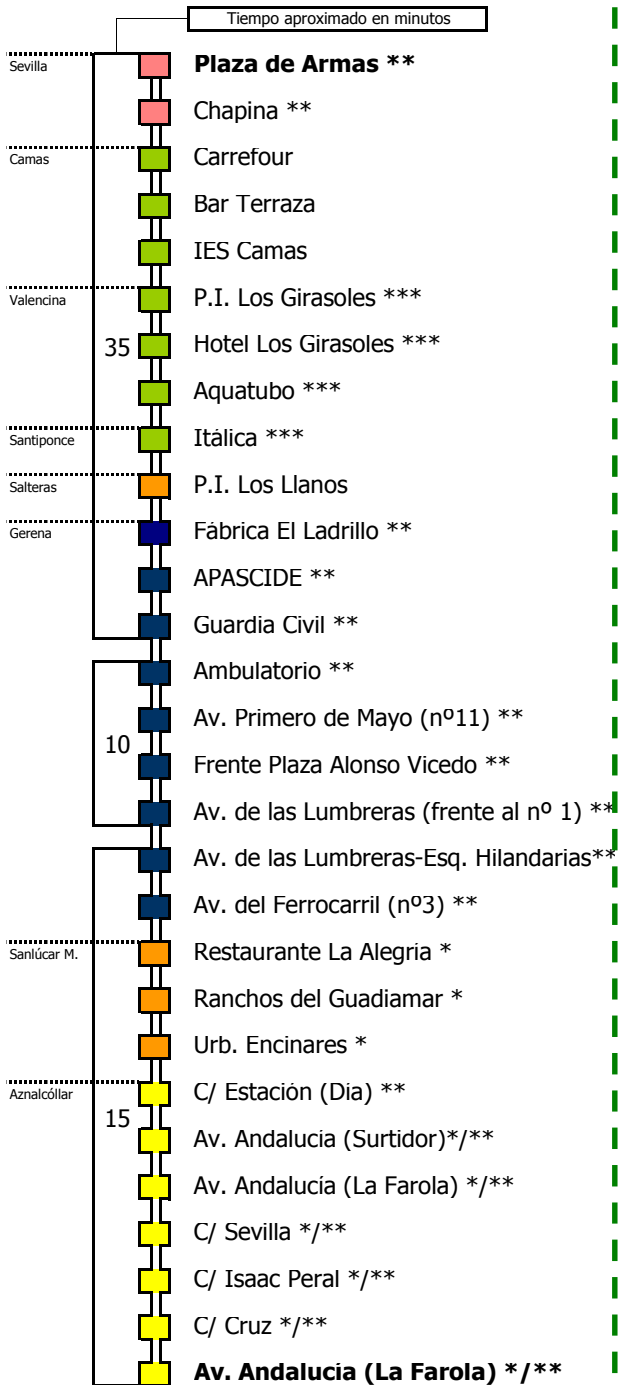 Tiempo aproximado en minutos
Sevilla
Plaza de Armas **
Chapina **
Camas
Carrefour
Bar Terraza
IES Camas
Valencina
P.I. Los Girasoles ***
35
Hotel Los Girasoles ***
Aquatubo ***
Santiponce
Itálica ***
Salteras
P.I. Los Llanos
Gerena
Fábrica El Ladrillo **
APASCIDE **
Guardia Civil **
Ambulatorio **
Av. Primero de Mayo (nº11) **
10
Frente Plaza Alonso Vicedo **
Av. de las Lumbreras (frente al nº 1) **
Av. de las Lumbreras-Esq. Hilandarias**
Av. del Ferrocarril (nº3) **
Sanlúcar M.
Restaurante La Alegria *
Ranchos del Guadiamar *
Urb. Encinares *
Aznalcóllar
C/ Estación (Dia) **
15
Av. Andalucía (Surtidor)*/**
Av. Andalucía (La Farola) */**
C/ Sevilla */**
C/ Isaac Peral */**
C/ Cruz */**
Av. Andalucía (La Farola) */**